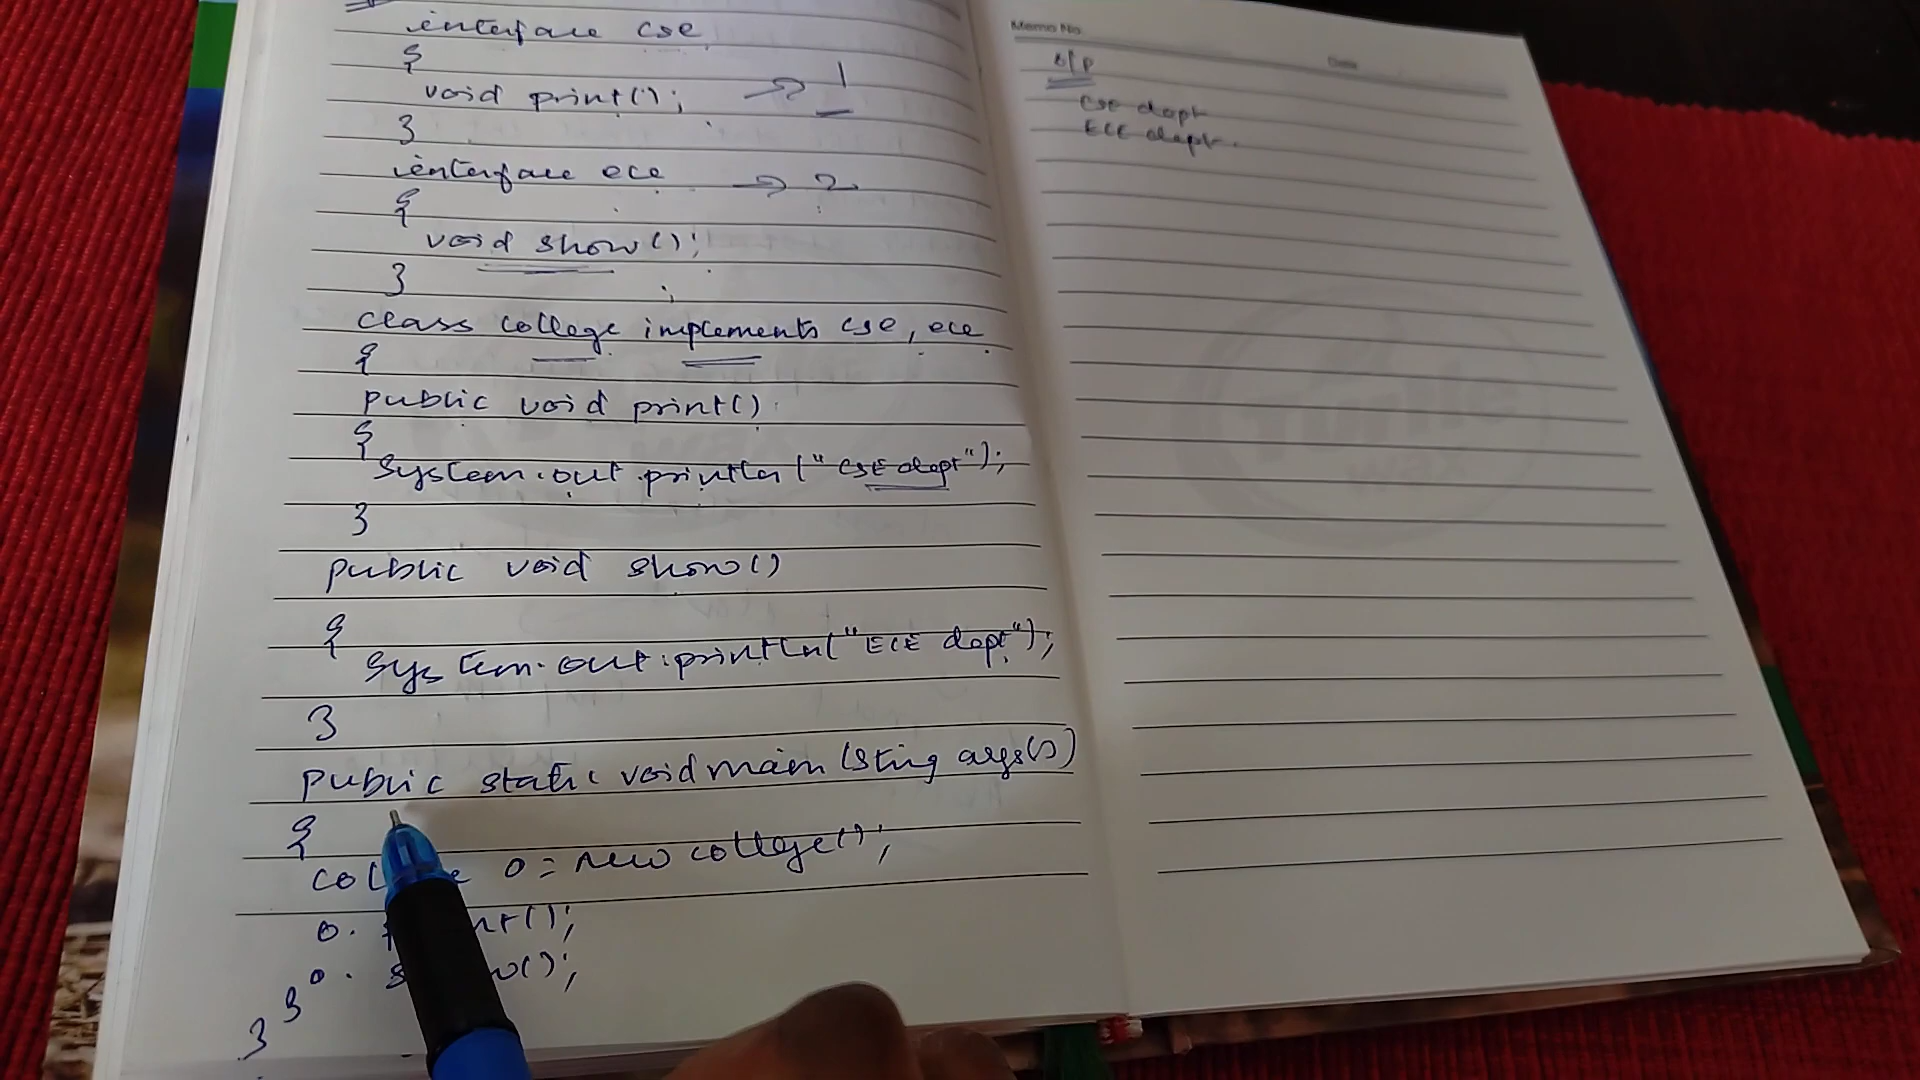 interface cse
{
void print(); → 1
}
interface ece → 2
{
void show();
}
class college implements cse, ece
{
public void print()
{
System.out.println("CSE dept");
}
public void show()
{
System.out.println("ECE dept");
}
public static void main (String args())
{
o = new college();
o.
o.
}
}
Memo No
Date
O/P
CSE dept
ECE dept.